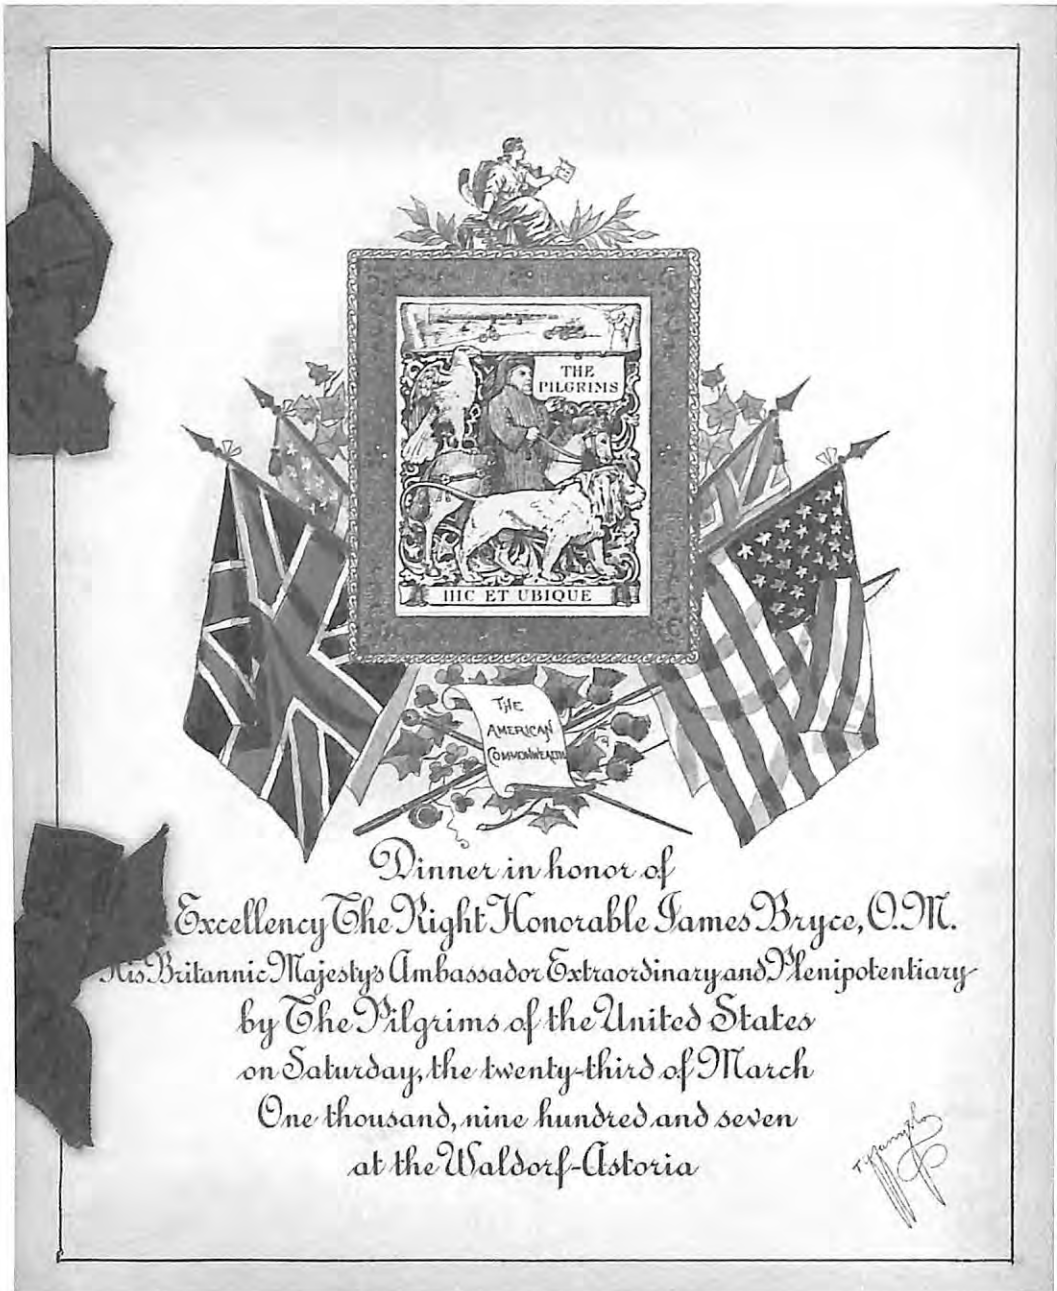 THE
PILGRIMS
HIC ET UBIQUE
THE
AMERICAN
COMMONWEALTH
Dinner in honor of
Excellency The Right Honorable James Bryce, O.M.
His Britannic Majesty's Ambassador Extraordinary and Plenipotentiary
by The Pilgrims of the United States
on Saturday, the twenty-third of March
One thousand, nine hundred and seven
at the Waldorf-Astoria